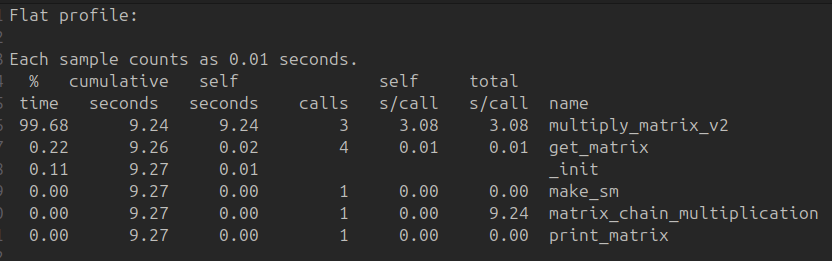 Flat profile:
Each sample counts as 0.01 seconds.
  %   cumulative   self              self     total
 time   seconds   seconds    calls   s/call   s/call  name
99.68      9.24     9.24        3     3.08     3.08  multiply_matrix_v2
 0.22      9.26     0.02        4     0.01     0.01  get_matrix
 0.11      9.27     0.01                             _init
 0.00      9.27     0.00        1     0.00     0.00  make_sm
 0.00      9.27     0.00        1     0.00     9.24  matrix_chain_multiplication
 0.00      9.27     0.00        1     0.00     0.00  print_matrix